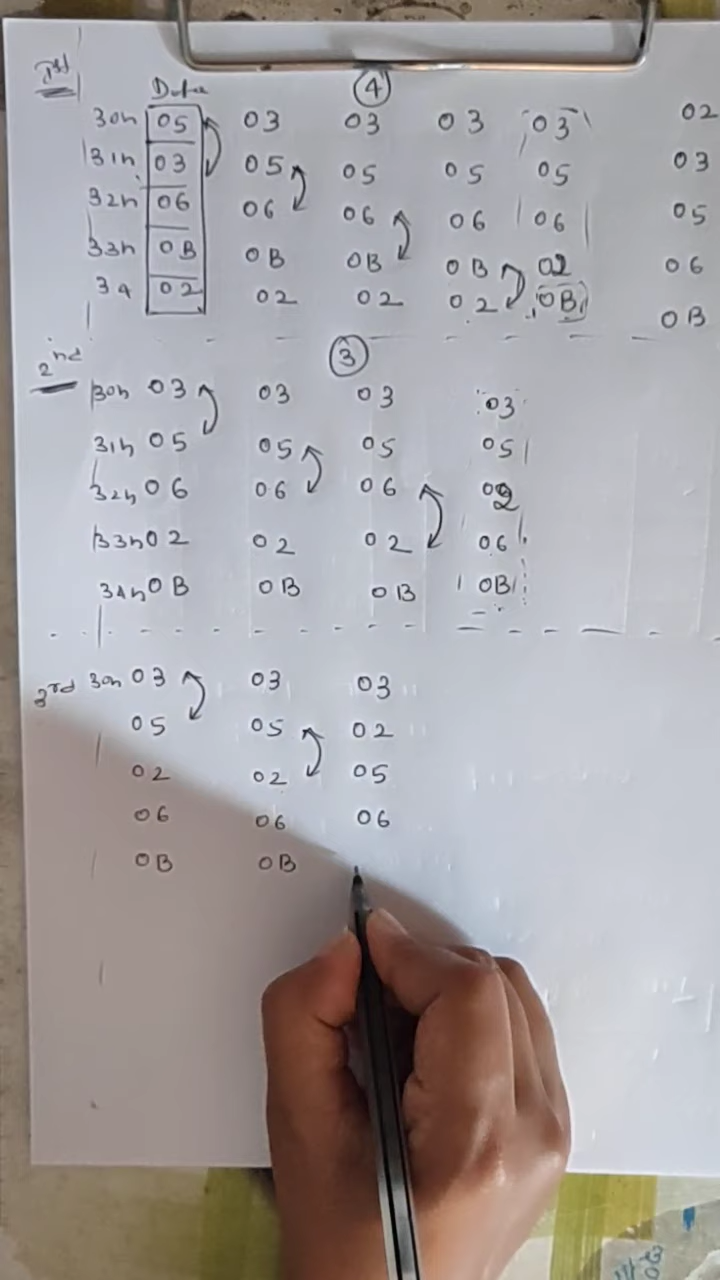 1st Data ④
30h 05 03 03 03 03 02
31h 03 05 05 05 05 03
32h 06 06 06 06 06 05
33h 0B 0B 0B 0B 02 06
34 02 02 02 02 0B 0B
2nd ③
30h 03 03 03 03
31h 05 05 05 05
32h 06 06 06 02
33h 02 02 02 06
34h 0B 0B 0B 0B
3rd 30h 03 03 03
05 05 02
02 02 05
06 06 06
0B 0B